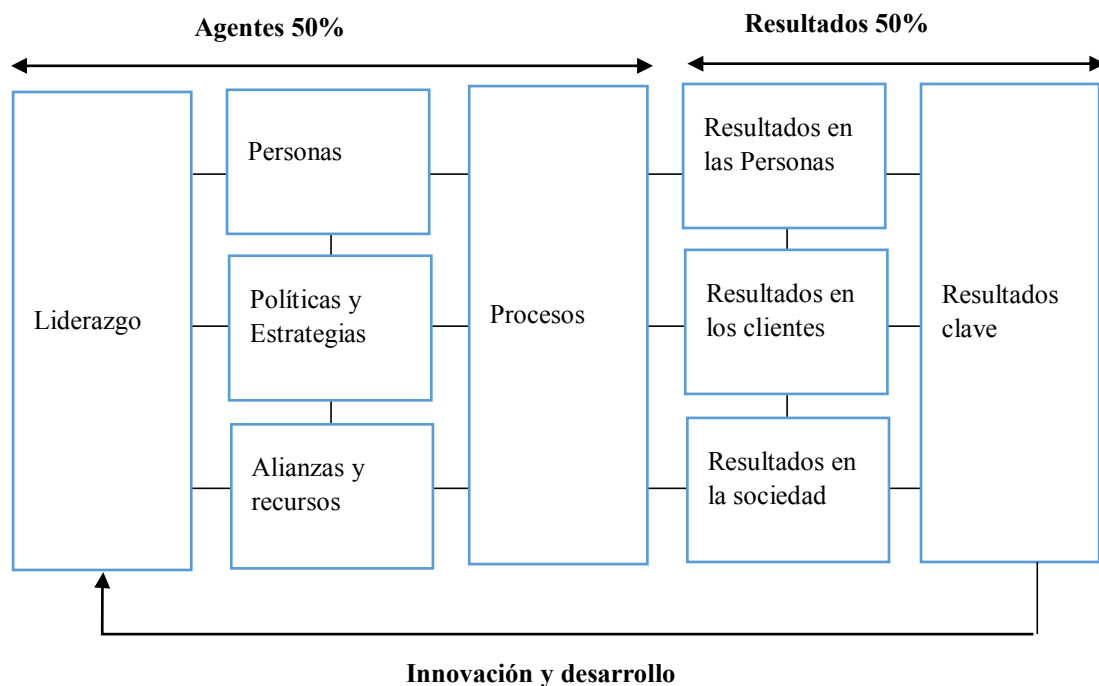 Agentes 50%
Resultados 50%
Liderazgo
Personas
Políticas y
Estrategias
Alianzas y
recursos
Procesos
Resultados en
las Personas
Resultados en
los clientes
Resultados en
la sociedad
Resultados
clave
Innovación y desarrollo